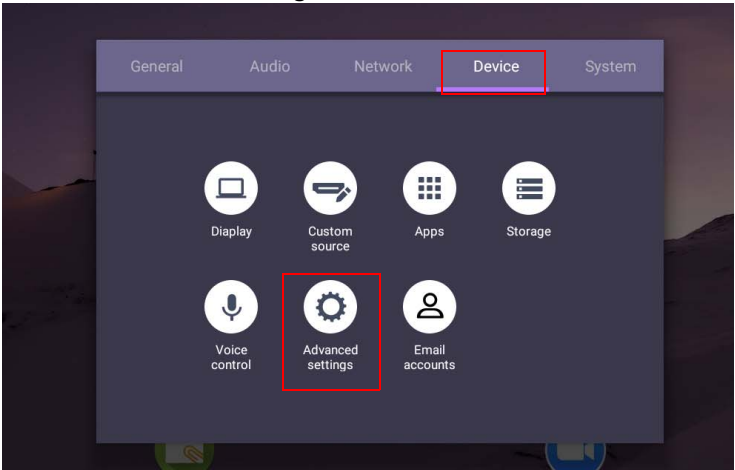 General Audio Network Device System
Diaplay Custom source Apps Storage
Voice control Advanced settings Email accounts